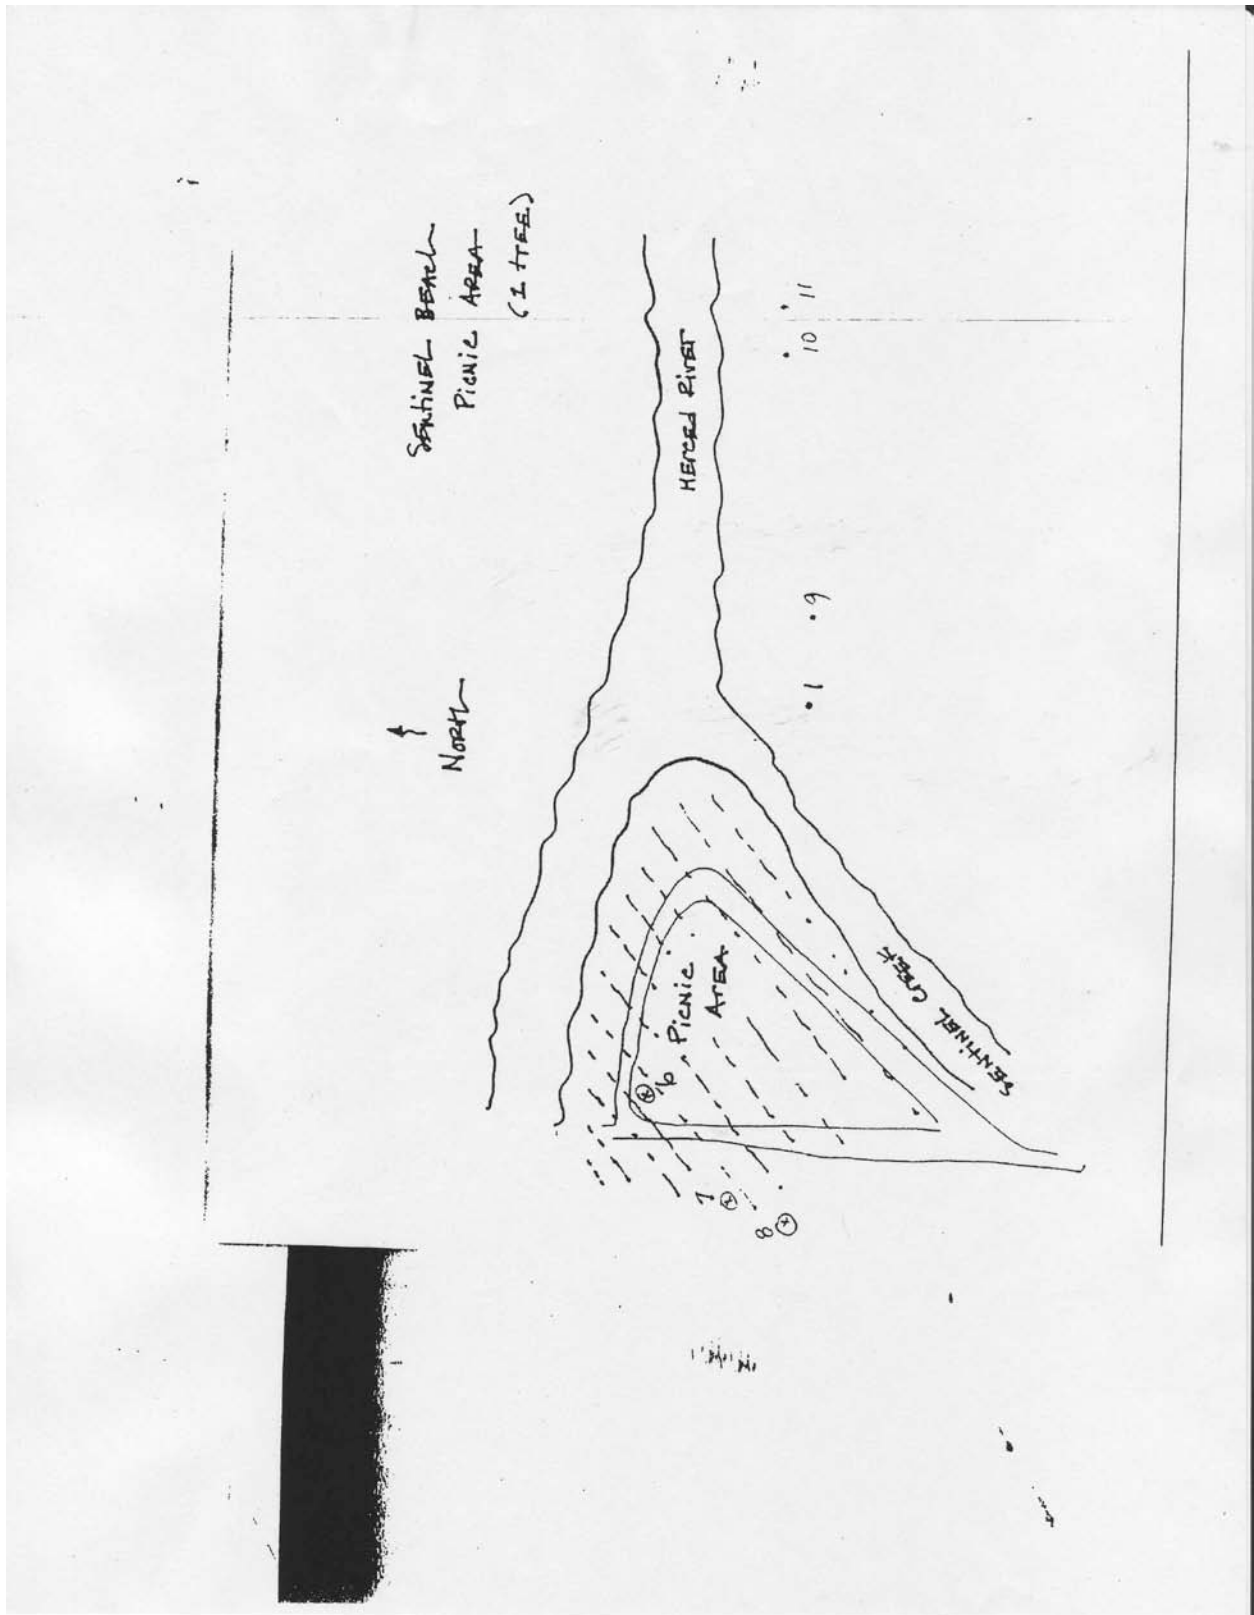 Sentinel Beach
Picnic Area
(1 tree)
North
Merced River
10
11
1
9
Picnic
Area
16
7
8
Sentinel Creek